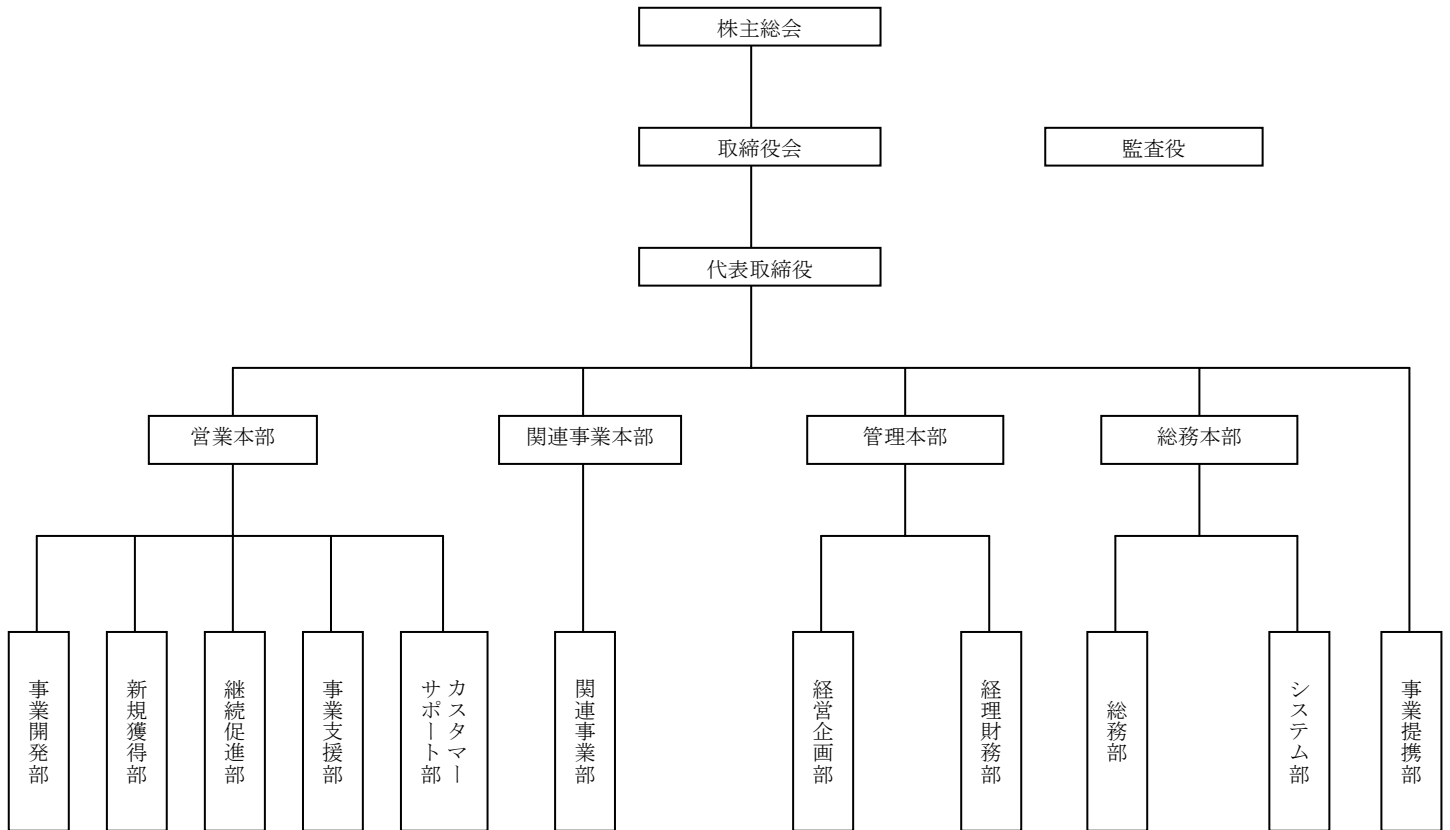 株主総会
取締役会
監査役
代表取締役
営業本部
関連事業本部
管理本部
総務本部
事業開発部
新規獲得部
継続促進部
事業支援部
カスタマー
サポート部
関連事業部
経営企画部
経理財務部
総務部
システム部
事業提携部